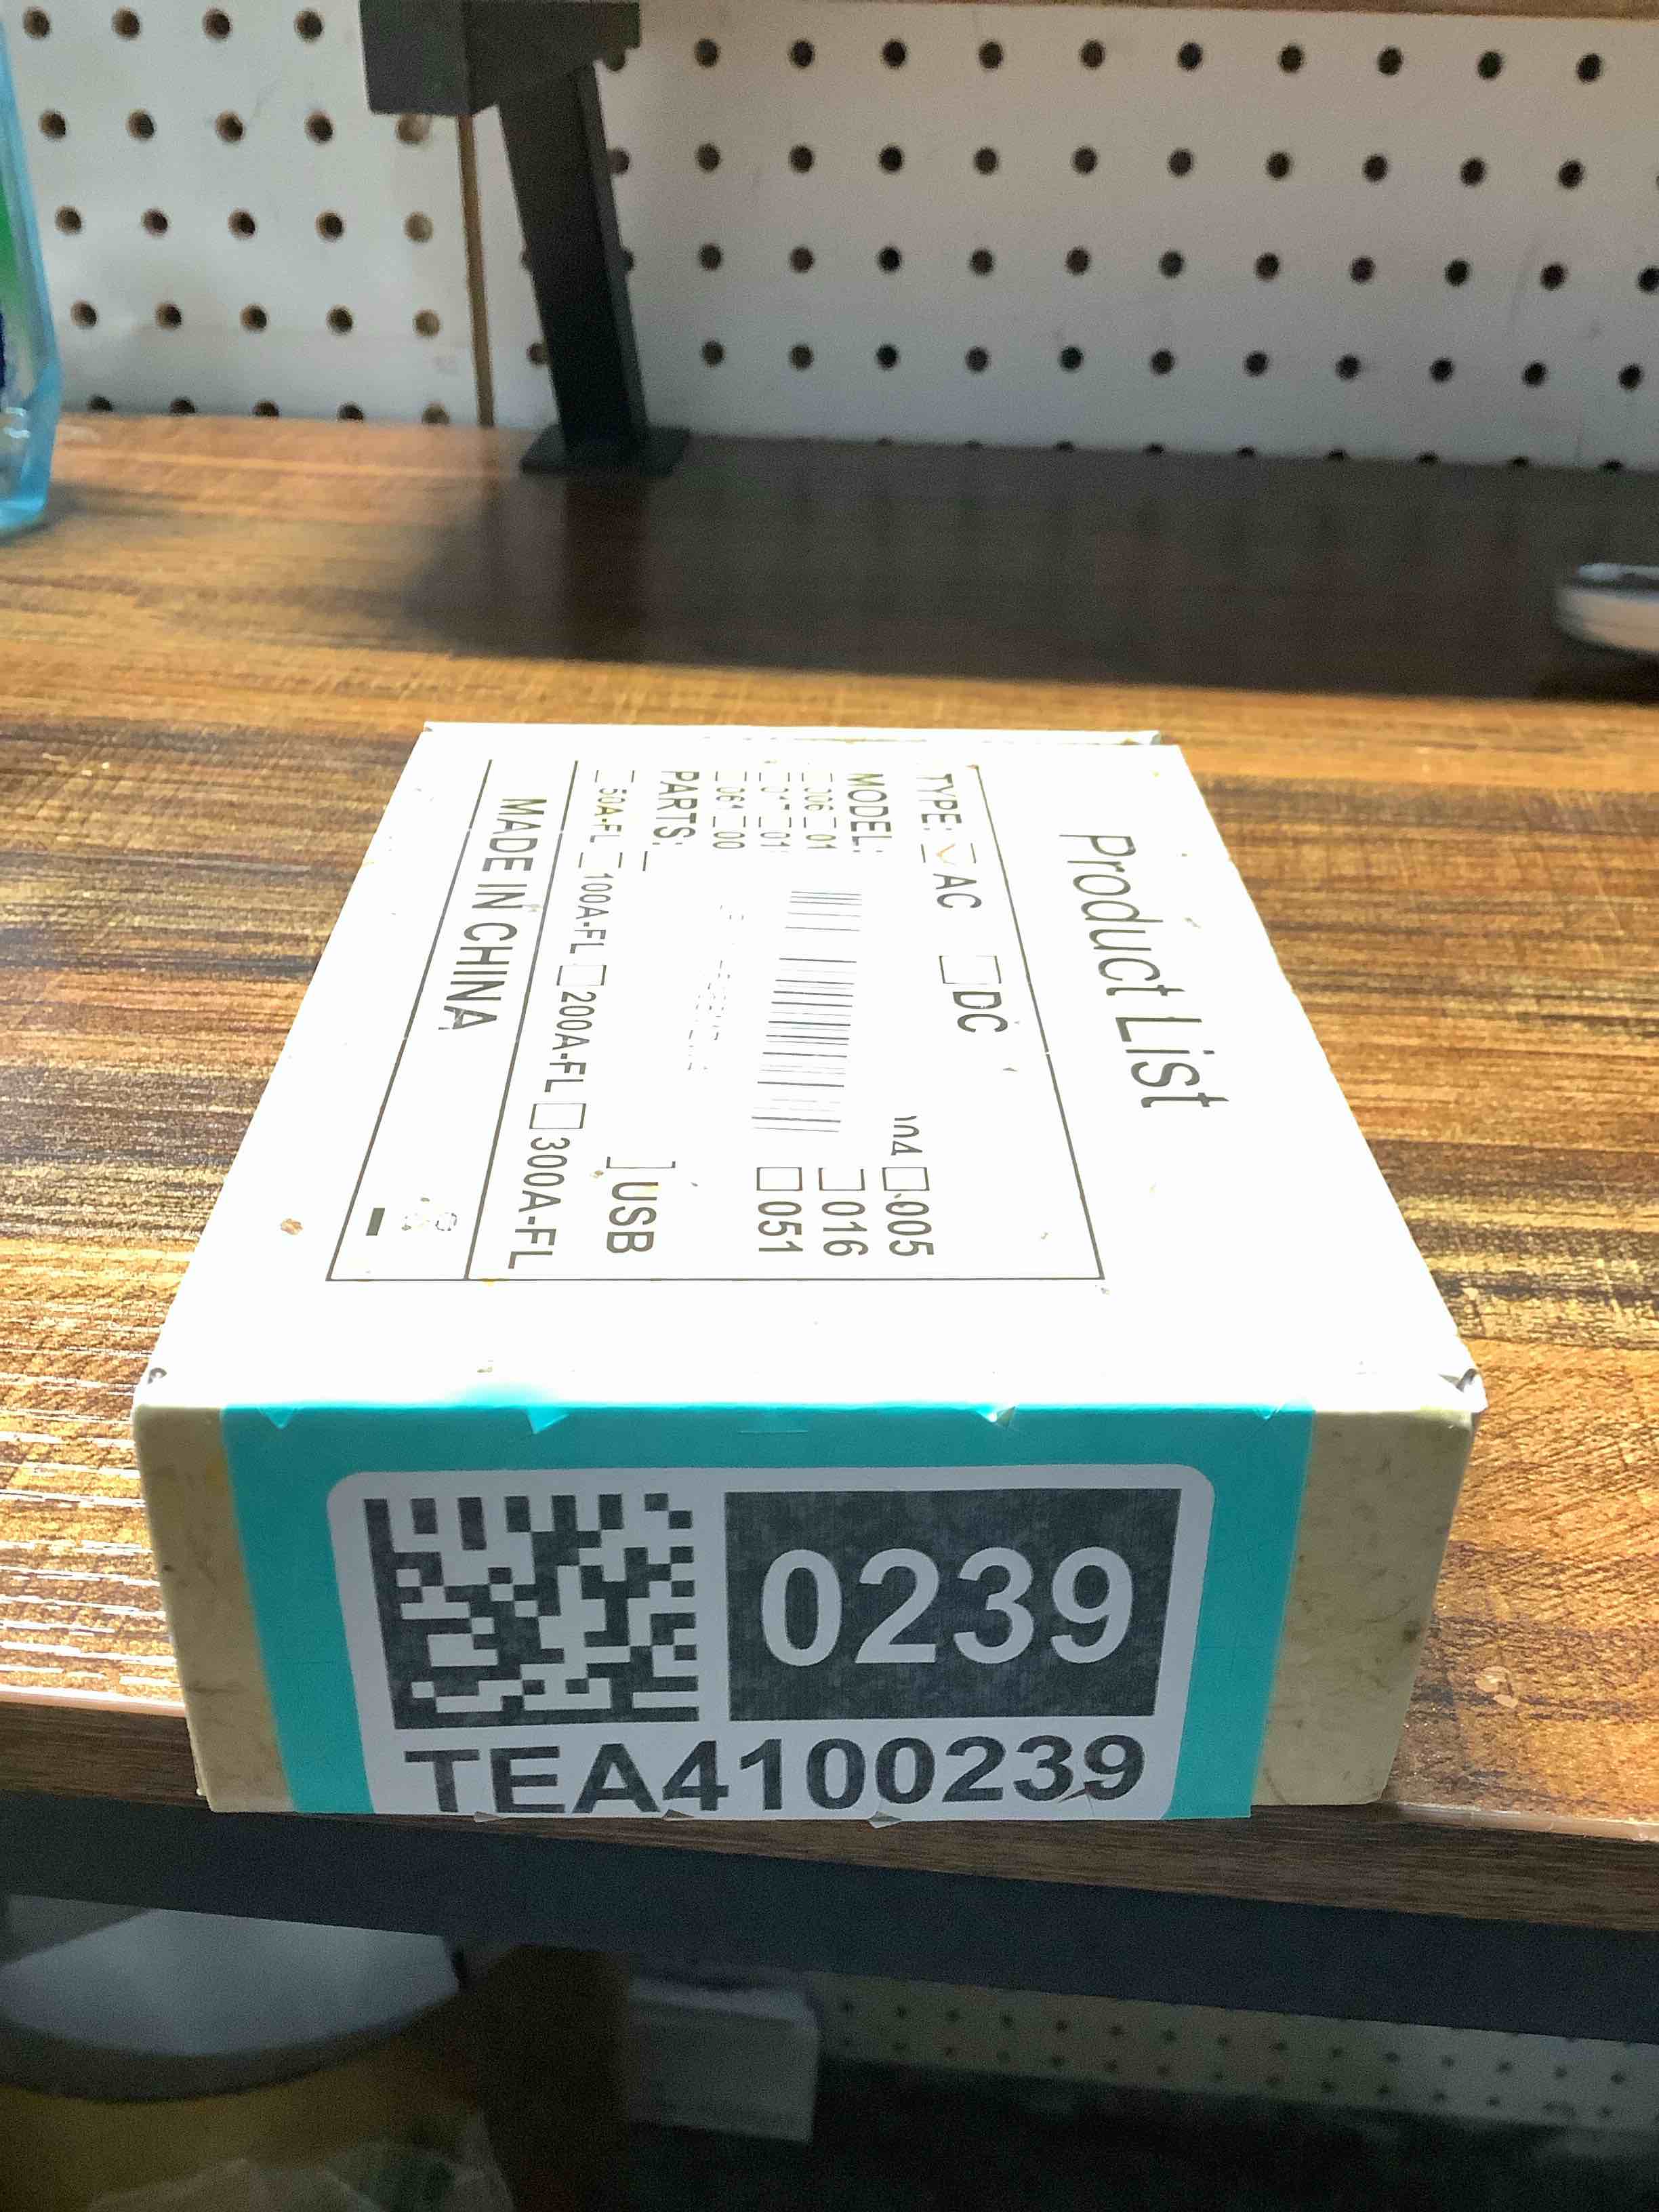 Product List
TYPE: AC DC
MODEL:
005
016
051
PARTS:
USB
50A-FL 100A-FL 200A-FL 300A-FL
MADE IN CHINA
0239
TEA4100239